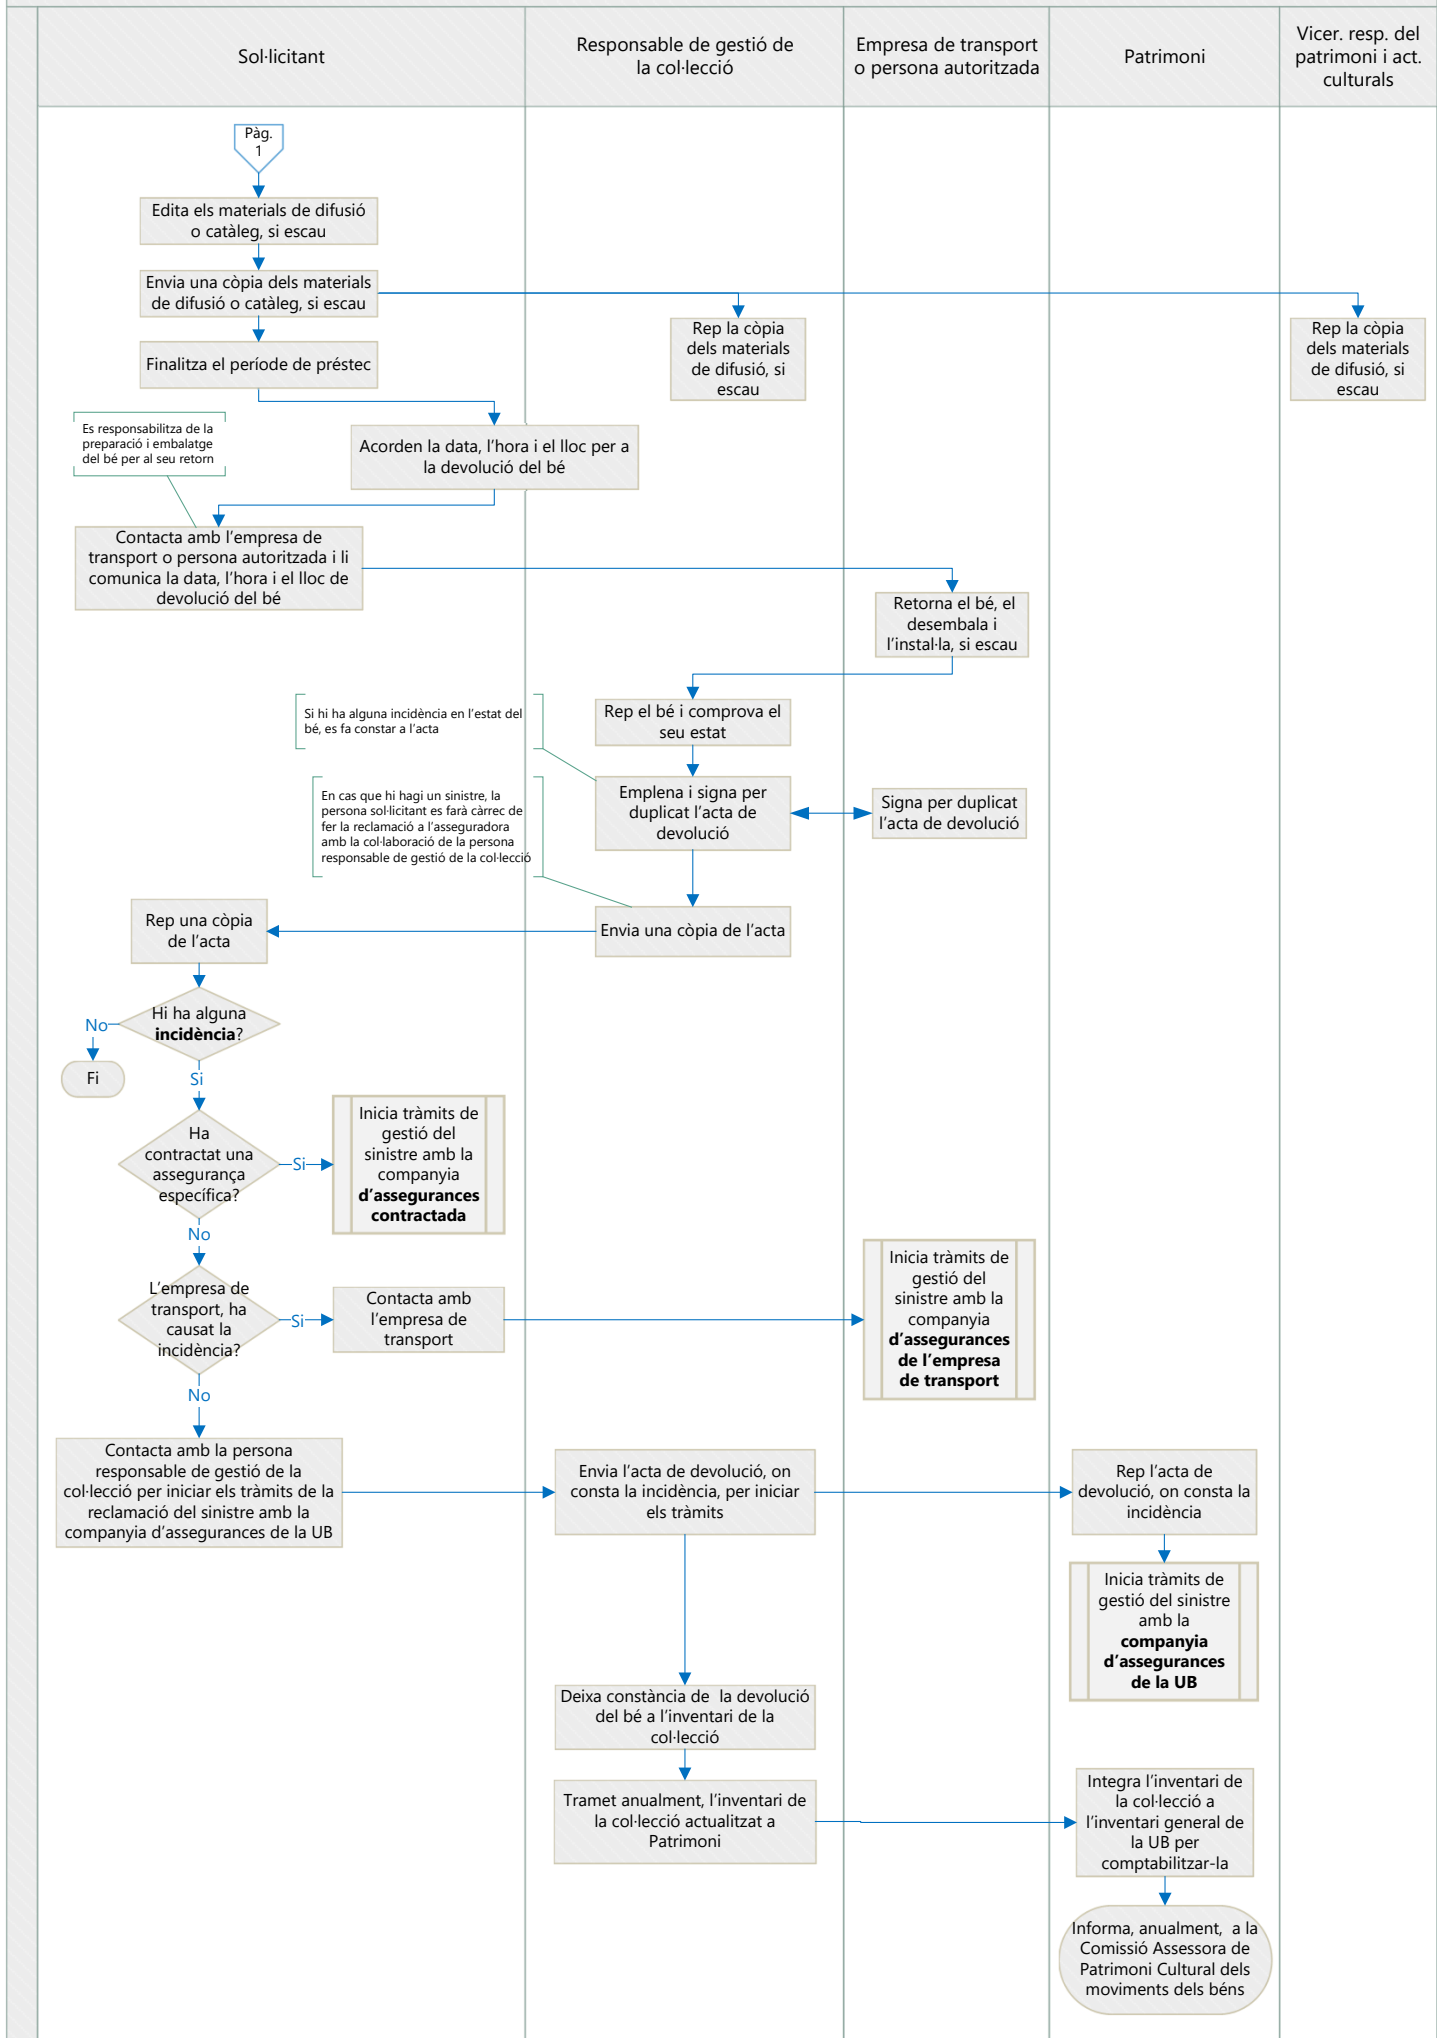 Sol·licitant
Responsable de gestió de
la col·lecció
Empresa de transport
o persona autoritzada
Patrimoni
Vicer. resp. del
patrimoni i act.
culturals
Pàg.
1
Edita els materials de difusió
o catàleg, si escau
Envia una còpia dels materials
de difusió o catàleg, si escau
Rep la còpia
dels materials
de difusió, si
escau
Rep la còpia
dels materials
de difusió, si
escau
Finalitza el període de préstec
Es responsabilitza de la
preparació i embalatge
del bé per al seu retorn
Acorden la data, l’hora i el lloc per a
la devolució del bé
Contacta amb l’empresa de
transport o persona autoritzada i li
comunica la data, l’hora i el lloc de
devolució del bé
Retorna el bé, el
desembala i
l’instal·la, si escau
Si hi ha alguna incidència en l’estat del
bé, es fa constar a l’acta
Rep el bé i comprova el
seu estat
En cas que hi hagi un sinistre, la
persona sol·licitant es farà càrrec de
fer la reclamació a l’asseguradora
amb la col·laboració de la persona
responsable de gestió de la col·lecció
Emplena i signa per
duplicat l’acta de
devolució
Signa per duplicat
l’acta de devolució
Rep una còpia
de l’acta
Envia una còpia de l’acta
Hi ha alguna
incidència?
No
Fi
Si
Ha
contractat una
assegurança
específica?
Si
Inicia tràmits de
gestió del
sinistre amb la
companyia
d’assegurances
contractada
No
L’empresa de
transport, ha
causat la
incidència?
Si
Contacta amb
l’empresa de
transport
Inicia tràmits de
gestió del
sinistre amb la
companyia
d’assegurances
de l’empresa
de transport
No
Contacta amb la persona
responsable de gestió de la
col·lecció per iniciar els tràmits de la
reclamació del sinistre amb la
companyia d’assegurances de la UB
Envia l’acta de devolució, on
consta la incidència, per iniciar
els tràmits
Rep l’acta de
devolució, on consta la
incidència
Inicia tràmits de
gestió del sinistre
amb la
companyia
d’assegurances
de la UB
Deixa constància de la devolució
del bé a l’inventari de la
col·lecció
Tramet anualment, l’inventari de
la col·lecció actualitzat a
Patrimoni
Integra l’inventari de
la col·lecció a
l’inventari general de
la UB per
comptabilitzar-la
Informa, anualment, a la
Comissió Assessora de
Patrimoni Cultural dels
moviments dels béns